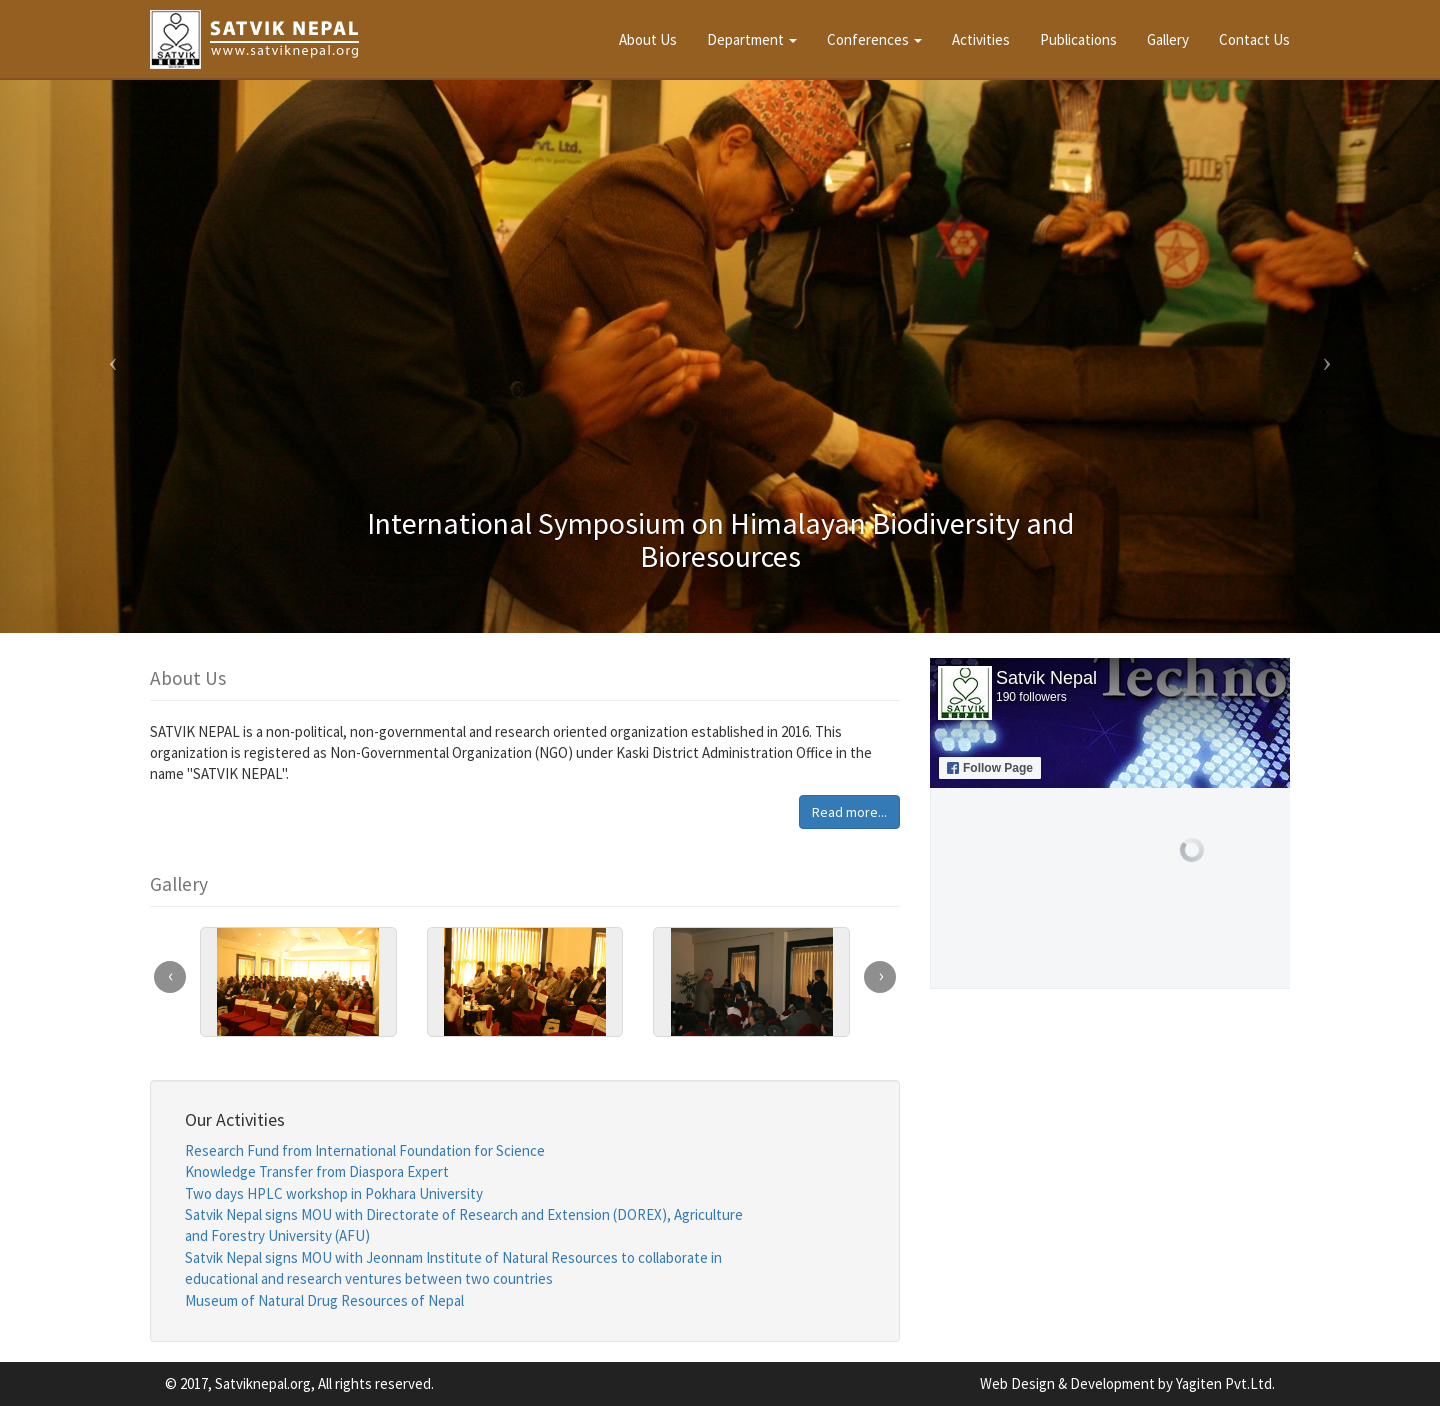 SATVIK NEPAL
www.satviknepal.org
SATVIK
NEPAL
About Us
Department
Conferences
Activities
Publications
Gallery
Contact Us
Pvt. Ltd.
International Symposium on Himalayan Biodiversity and
Bioresources
About Us
SATVIK NEPAL is a non-political, non-governmental and research oriented organization established in 2016. This
organization is registered as Non-Governmental Organization (NGO) under Kaski District Administration Office in the
name "SATVIK NEPAL".
Read more...
Techno
Satvik Nepal
190 followers
SATVIK
NEPAL
Follow Page
Gallery
Our Activities
Research Fund from International Foundation for Science
Knowledge Transfer from Diaspora Expert
Two days HPLC workshop in Pokhara University
Satvik Nepal signs MOU with Directorate of Research and Extension (DOREX), Agriculture
and Forestry University (AFU)
Satvik Nepal signs MOU with Jeonnam Institute of Natural Resources to collaborate in
educational and research ventures between two countries
Museum of Natural Drug Resources of Nepal
© 2017, Satviknepal.org, All rights reserved.
Web Design & Development by Yagiten Pvt.Ltd.